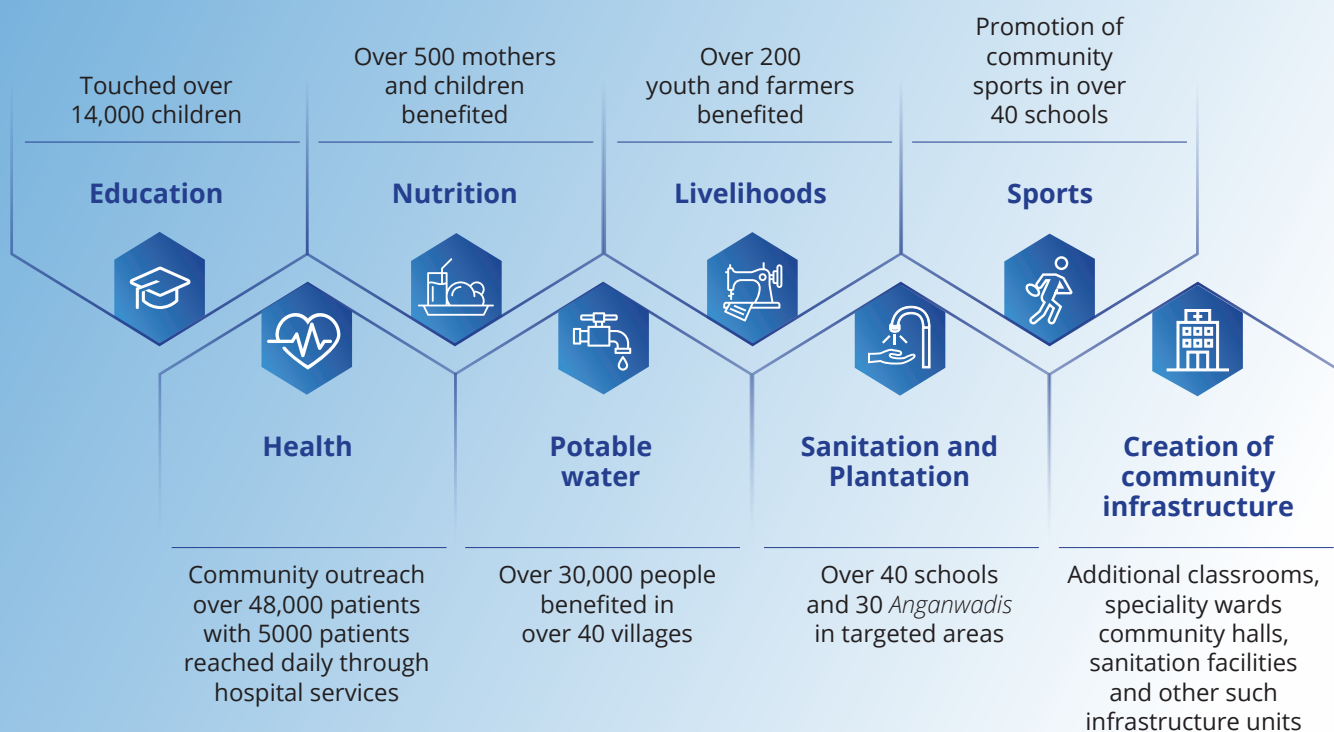 Touched over
14,000 children
Education
Over 500 mothers
and children
benefited
Nutrition
Over 200
youth and farmers
benefited
Livelihoods
Promotion of
community
sports in over
40 schools
Sports
Health
Community outreach
over 48,000 patients
with 5000 patients
reached daily through
hospital services
Potable
water
Over 30,000 people
benefited in
over 40 villages
Sanitation and
Plantation
Over 40 schools
and 30 Anganwadis
in targeted areas
Creation of
community
infrastructure
Additional classrooms,
speciality wards
community halls,
sanitation facilities
and other such
infrastructure units